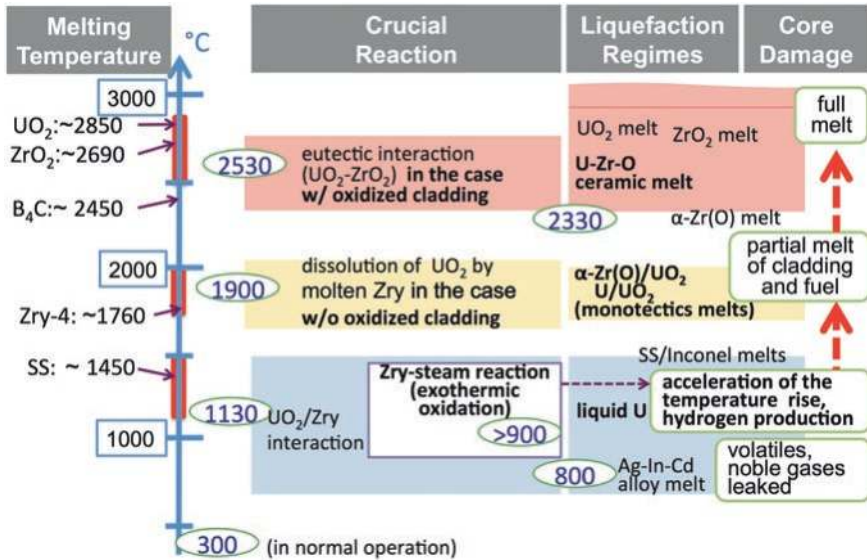 Melting
Temperature
°C
Crucial
Reaction
Liquefaction
Regimes
Core
Damage
3000
UO₂:~2850
ZrO₂:~2690
B₄C:~ 2450
2000
Zry-4: ~1760
SS: ~ 1450
1000
2530
eutectic interaction
(UO₂-ZrO₂) in the case
w/ oxidized cladding
UO₂ melt
ZrO₂ melt
U-Zr-O
ceramic melt
full
melt
2330
α-Zr(O) melt
1900
dissolution of UO₂ by
molten Zry in the case
w/o oxidized cladding
α-Zr(O)/UO₂
U/UO₂
(monotectics melts)
partial melt
of cladding
and fuel
1130
UO₂/Zry
interaction
Zry-steam reaction
(exothermic
oxidation)
>900
SS/Inconel melts
liquid U
acceleration of the
temperature rise,
hydrogen production
800
Ag-In-Cd
alloy melt
volatiles,
noble gases
leaked
300
(in normal operation)